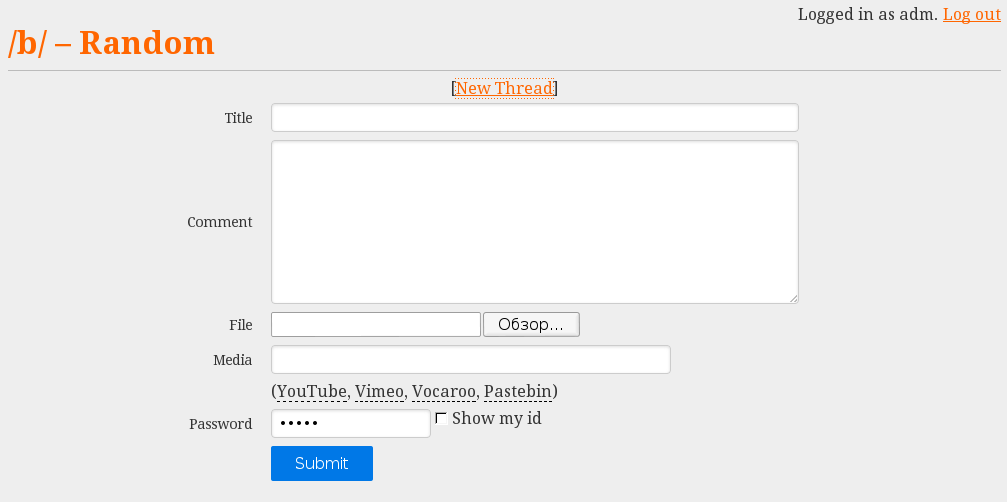 Logged in as adm. Log out
/b/ – Random
[New Thread]
Title
Comment
File Обзор...
Media
(YouTube, Vimeo, Vocaroo, Pastebin)
Password ••••• Show my id
Submit